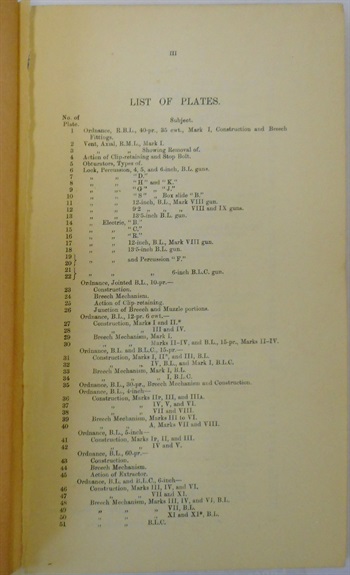 III
LIST OF PLATES.
No. of Plate. Subject.
1 Ordnance, R.B.L., 40-pr., 35 cwt., Mark I, Construction and Breech
Fittings.
2 Vent, Axial, R.M.L., Mark I.
3 „ „ Showing Removal of.
4 Action of Clip-retaining and Stop Bolt.
5 Obturators, Types of.
6 Lock, Percussion, 4, 5, and 6-inch, B.L. guns.
7 „ „ "D."
8 „ „ "H" and "K."
9 „ „ "G" „ "J."
10 „ „ "S" „ Box slide "B."
11 „ „ 12-inch, B.L., Mark VIII gun.
12 „ „ 9·2 „ „ „ VIII and IX guns.
13 „ „ 13·5-inch B.L. gun.
14 „ Electric, "B."
15 „ „ "C."
16 „ „ "K."
17 „ „ 12-inch, B.L., Mark VIII gun.
18 „ „ 13·5-inch B.L. gun.
19
20 „ „ and Percussion "F."
21
22 „ „ „ 6-inch B.L.C. gun.
Ordnance, Jointed B.L., 10-pr.—
23 Construction.
24 Breech Mechanism.
25 Action of Clip-retaining.
26 Junction of Breech and Muzzle portions.
Ordnance, B.L., 12-pr. 6 cwt.,—
27 Construction, Marks I and II.*
28 „ „ III and IV.
29 Breech Mechanism, Mark I.
30 „ „ Marks II-IV, and B.L., 15-pr., Marks II-IV.
Ordnance, B.L. and B.L.C., 15-pr.—
31 Construction, Marks I, II*, and III, B.L.
32 „ „ IV, B.L., and Mark I, B.L.C.
33 Breech Mechanism, Mark I, B.L.
34 „ „ „ I, B.L.C.
35 Ordnance, B.L., 30-pr., Breech Mechanism and Construction.
Ordnance, B.L., 4-inch—
36 Construction, Marks IIr, III, and IIIA.
37 „ „ IV, V, and VI.
38 „ „ VII and VIII.
39 Breech Mechanism, Marks III to VI.
40 „ „ A. Marks VII and VIII.
Ordnance, B.L., 5-inch—
41 Construction, Marks Ir, II, and III.
42 „ „ IV and V.
Ordnance, B.L., 60-pr.—
43 Construction.
44 Breech Mechanism.
45 Action of Extractor.
Ordnance, B.L. and B.L.C., 6-inch—
46 Construction, Marks III, IV, and VI.
47 „ „ VII and XI.
48 Breech Mechanism, Marks III, IV, and VI, B.L.
49 „ „ „ VII, B.L.
50 „ „ „ XI and XI*, B.L.
51 „ „ B.L.C.